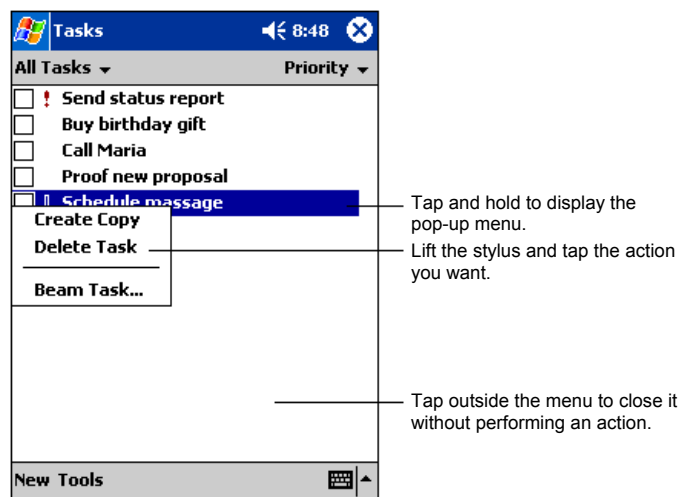 Tasks 8:48
All Tasks Priority
! Send status report
Buy birthday gift
Call Maria
Proof new proposal
Schedule massage
Create Copy
Delete Task
Beam Task...
Tap and hold to display the
pop-up menu.
Lift the stylus and tap the action
you want.
Tap outside the menu to close it
without performing an action.
New Tools